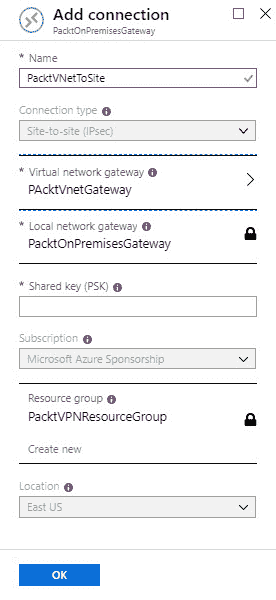 Add connection
PacktOnPremisesGateway
* Name
PacktVNetToSite
Connection type
Site-to-site (IPsec)
* Virtual network gateway
PAcktVnetGateway
* Local network gateway
PacktOnPremisesGateway
* Shared key (PSK)
Subscription
Microsoft Azure Sponsorship
Resource group
PacktVPNResourceGroup
Create new
Location
East US
OK